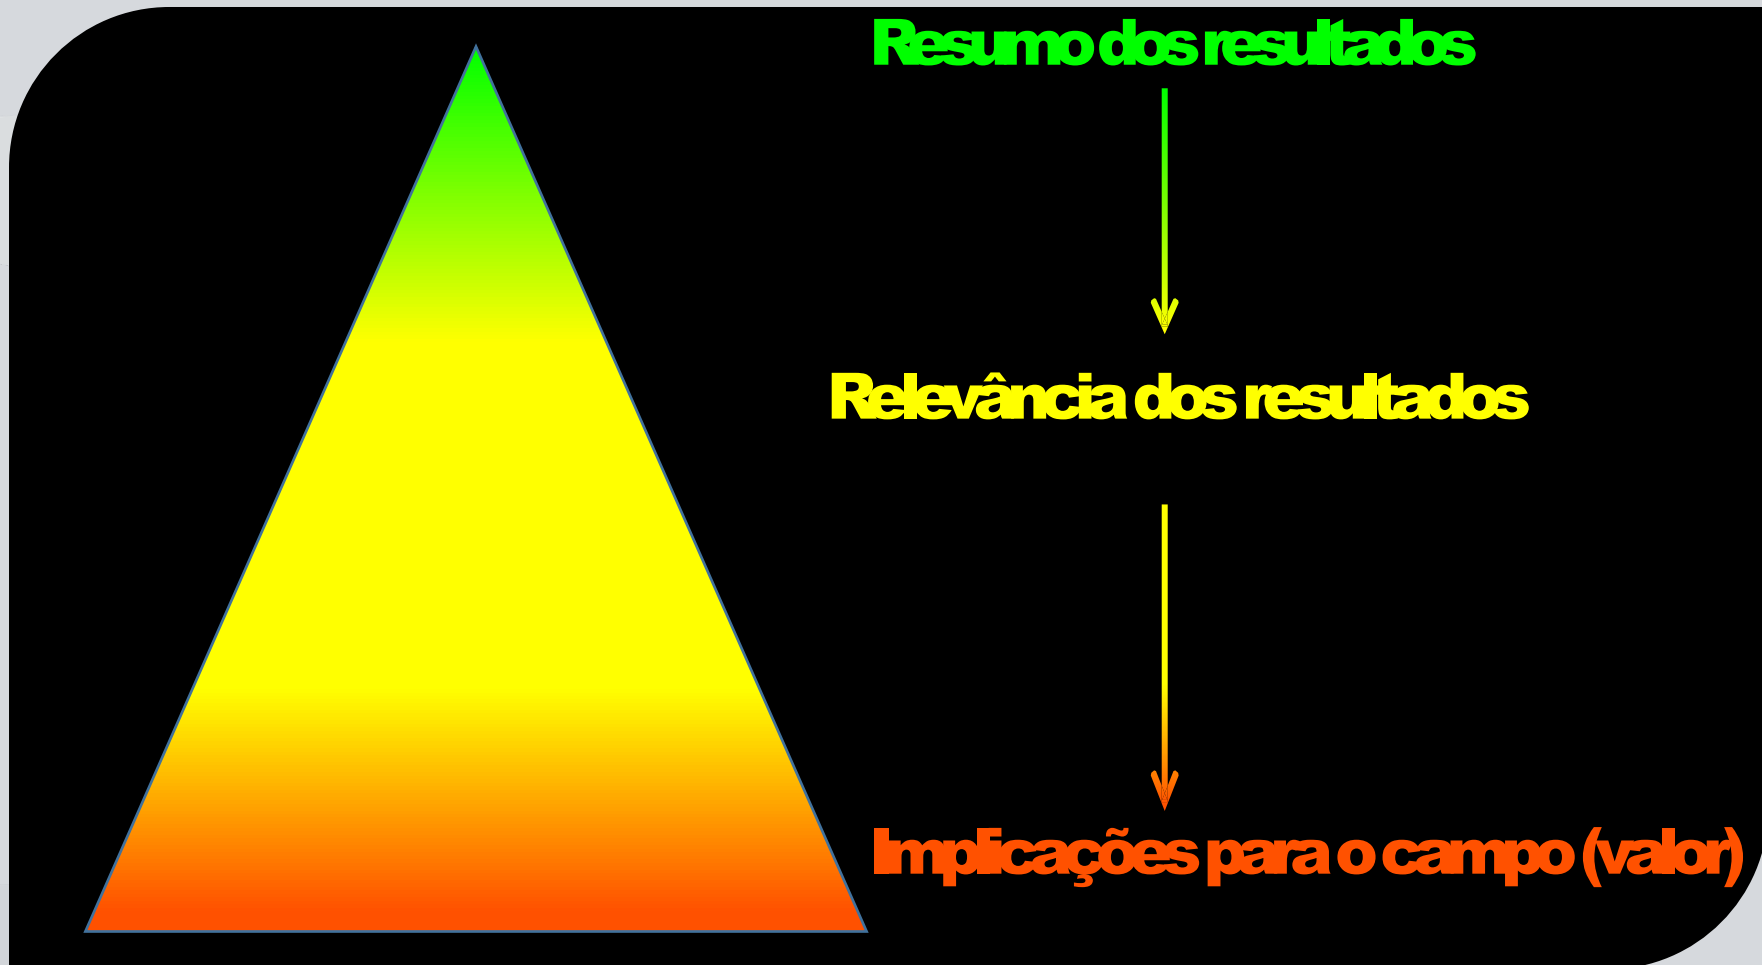 Resumo dos resultados
Relevância dos resultados
Implicações para o campo (valor)